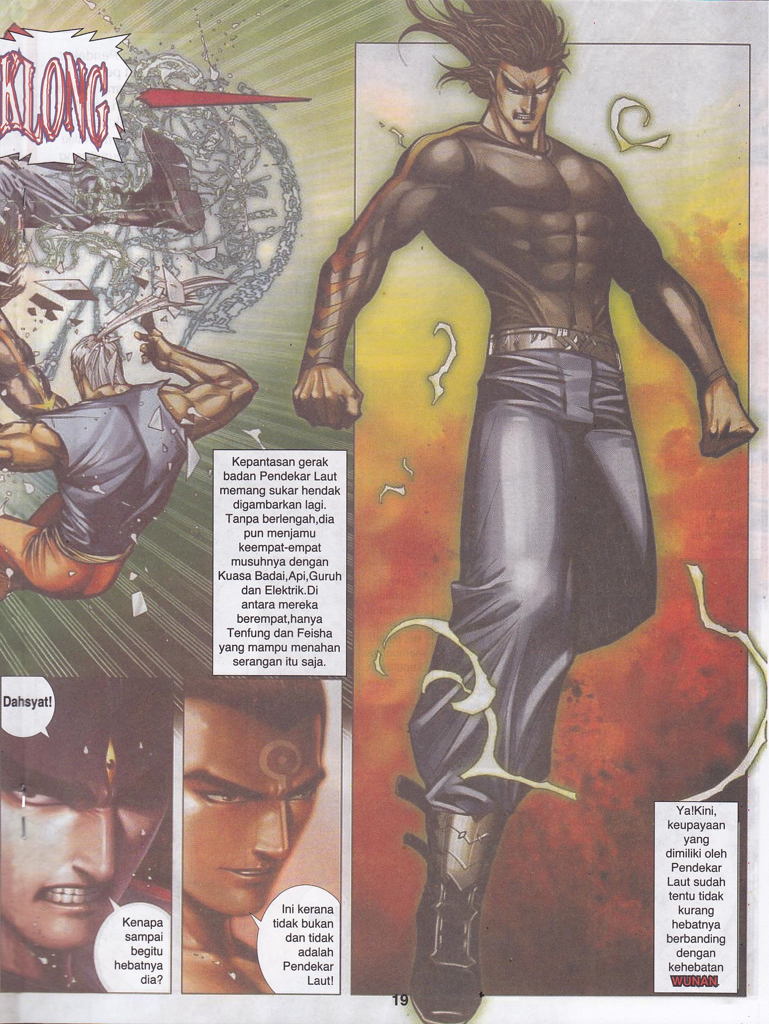 KLONG
Kepantasan gerak
badan Pendekar Laut
memang sukar hendak
digambarkan lagi.
Tanpa berlengah,dia
pun menjamu
keempat-empat
musuhnya dengan
Kuasa Badai,Api,Guruh
dan Elektrik.Di
antara mereka
berempat,hanya
Tenfung dan Feisha
yang mampu menahan
serangan itu saja.
Dahsyat!
Kenapa
sampai
begitu
hebatnya
dia?
Ini kerana
tidak bukan
dan tidak
adalah
Pendekar
Laut!
Ya!Kini,
keupayaan
yang
dimiliki oleh
Pendekar
Laut sudah
tentu tidak
kurang
hebatnya
berbanding
dengan
kehebatan
WUNAN.
19